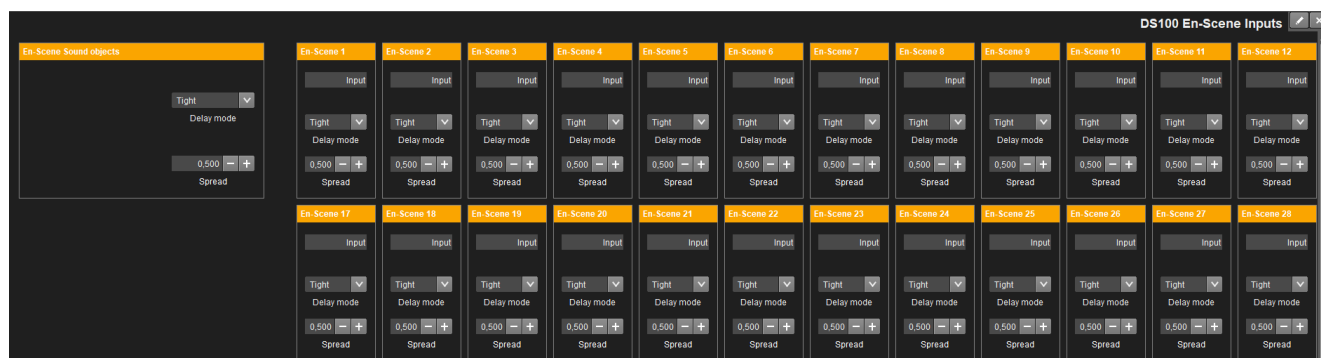 DS100 En-Scene Inputs
En-Scene Sound objects
Tight
Delay mode
0,500 − +
Spread
En-Scene 1 En-Scene 2 En-Scene 3 En-Scene 4 En-Scene 5 En-Scene 6 En-Scene 7 En-Scene 8 En-Scene 9 En-Scene 10 En-Scene 11 En-Scene 12
Input Input Input Input Input Input Input Input Input Input Input Input
Tight Tight Tight Tight Tight Tight Tight Tight Tight Tight Tight Tight
Delay mode Delay mode Delay mode Delay mode Delay mode Delay mode Delay mode Delay mode Delay mode Delay mode Delay mode Delay mode
0,500 − + 0,500 − + 0,500 − + 0,500 − + 0,500 − + 0,500 − + 0,500 − + 0,500 − + 0,500 − + 0,500 − + 0,500 − + 0,500 − +
Spread Spread Spread Spread Spread Spread Spread Spread Spread Spread Spread Spread
En-Scene 17 En-Scene 18 En-Scene 19 En-Scene 20 En-Scene 21 En-Scene 22 En-Scene 23 En-Scene 24 En-Scene 25 En-Scene 26 En-Scene 27 En-Scene 28
Input Input Input Input Input Input Input Input Input Input Input Input
Tight Tight Tight Tight Tight Tight Tight Tight Tight Tight Tight Tight
Delay mode Delay mode Delay mode Delay mode Delay mode Delay mode Delay mode Delay mode Delay mode Delay mode Delay mode Delay mode
0,500 − + 0,500 − + 0,500 − + 0,500 − + 0,500 − + 0,500 − + 0,500 − + 0,500 − + 0,500 − + 0,500 − + 0,500 − + 0,500 − +
Spread Spread Spread Spread Spread Spread Spread Spread Spread Spread Spread Spread